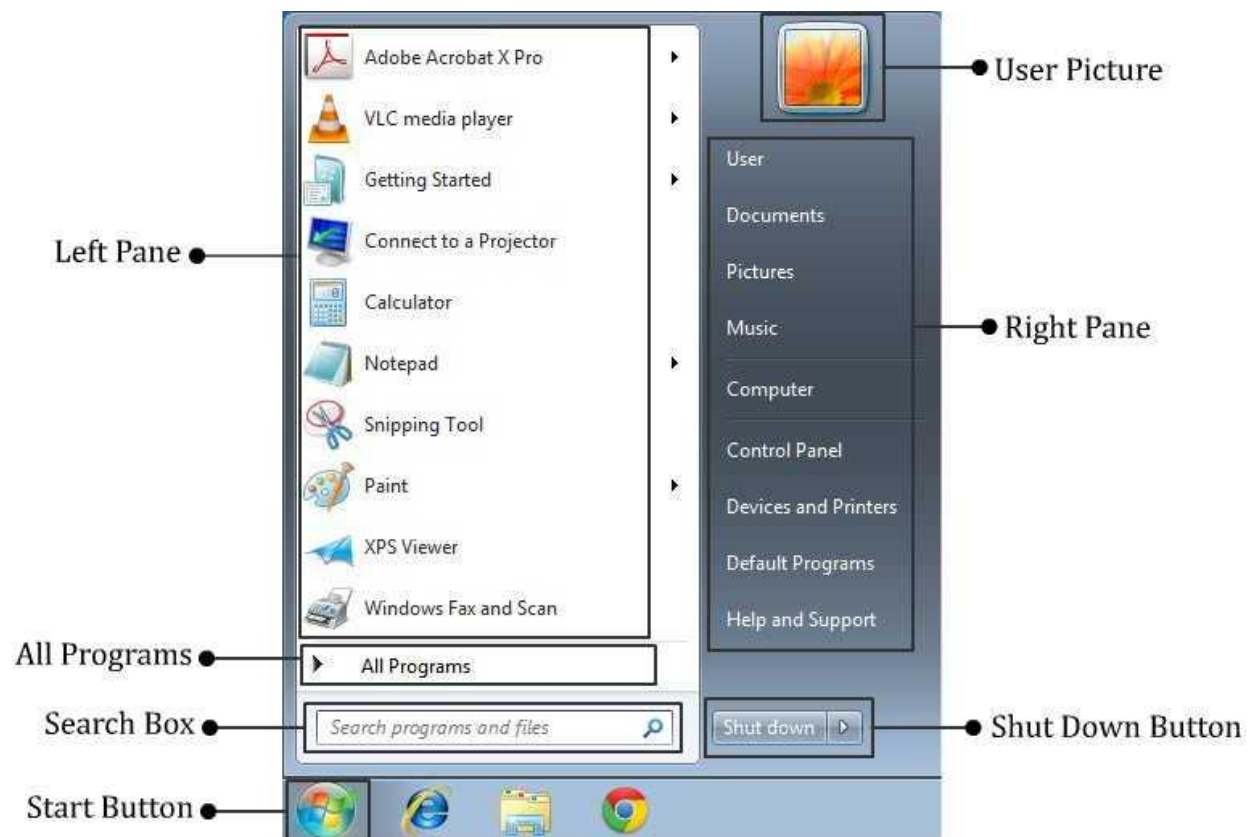 Adobe Acrobat X Pro
VLC media player
Getting Started
Connect to a Projector
Calculator
Notepad
Snipping Tool
Paint
XPS Viewer
Windows Fax and Scan
All Programs
Search programs and files
User
Documents
Pictures
Music
Computer
Control Panel
Devices and Printers
Default Programs
Help and Support
Shut down
Left Pane
All Programs
Search Box
Start Button
User Picture
Right Pane
Shut Down Button